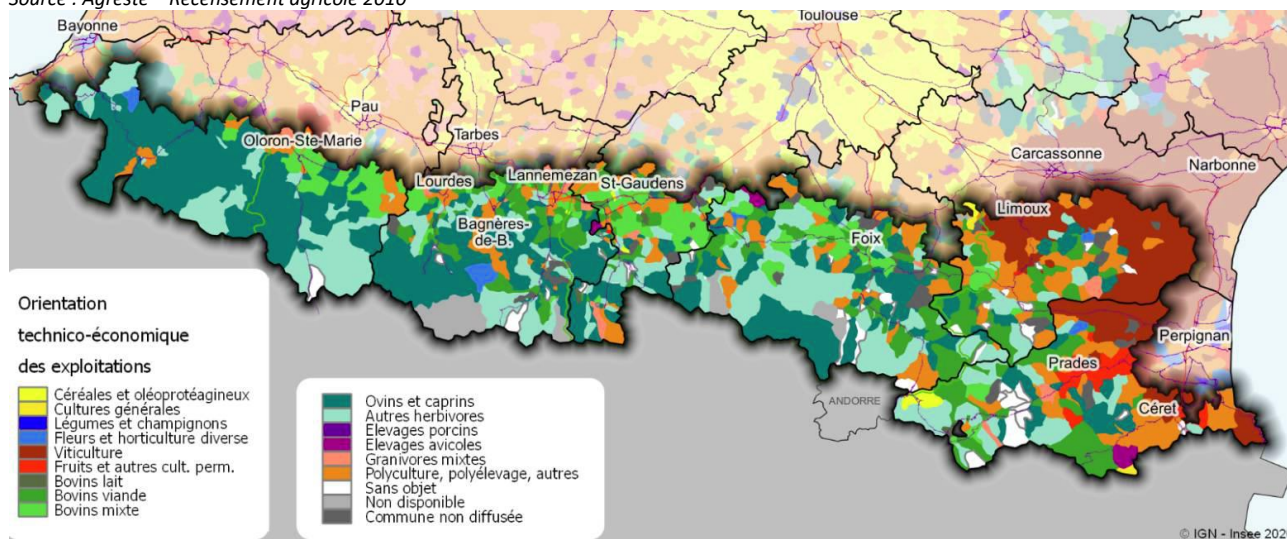 Source : Agreste – Recensement agricole 2010
Bayonne
Toulouse
Pau
Oloron-Ste-Marie
Tarbes
Carcassonne
Narbonne
Lourdes
Lannemezan
St-Gaudens
Limoux
Bagnères-
de-B.
Foix
Perpignan
Prades
ANDORRE
Céret
Orientation
technico-économique
des exploitations
Céréales et oléoprotéagineux
Cultures générales
Légumes et champignons
Fleurs et horticulture diverse
Viticulture
Fruits et autres cult. perm.
Bovins lait
Bovins viande
Bovins mixte
Ovins et caprins
Autres herbivores
Elevages porcins
Elevages avicoles
Granivores mixtes
Polyculture, polyélevage, autres
Sans objet
Non disponible
Commune non diffusée
© IGN - Insee 202